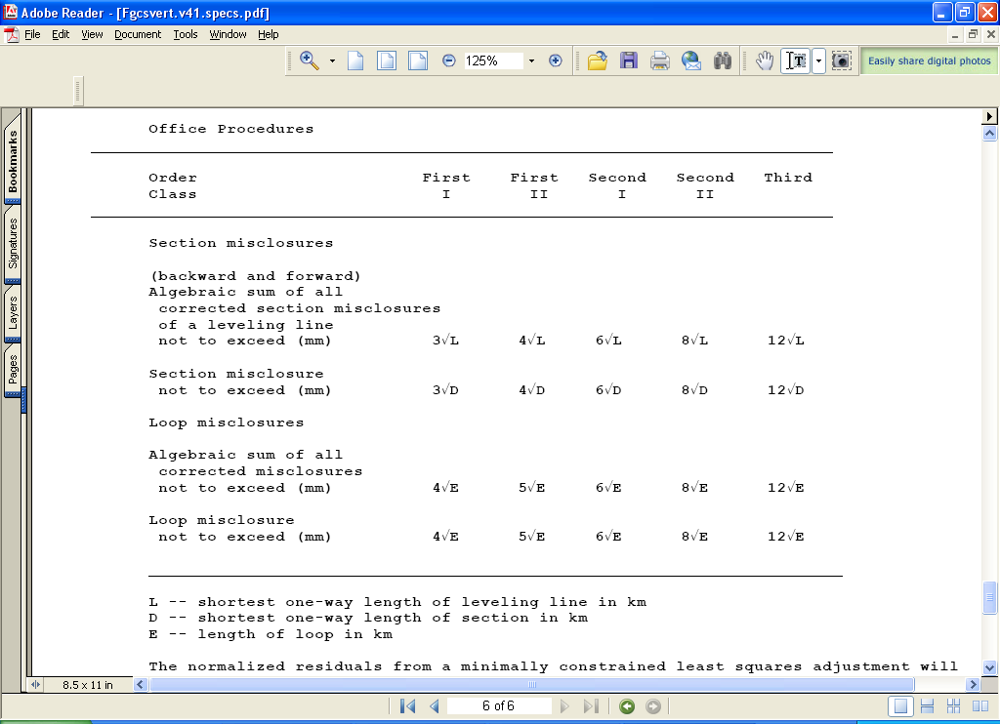 Adobe Reader - [Fgcsvert.v41.specs.pdf]
File Edit View Document Tools Window Help
125%
Easily share digital photos
Bookmarks
Signatures
Layers
Pages
Office Procedures
Order First First Second Second Third
Class I II I II
Section misclosures
(backward and forward)
Algebraic sum of all
corrected section misclosures
of a leveling line
not to exceed (mm) 3√L 4√L 6√L 8√L 12√L
Section misclosure
not to exceed (mm) 3√D 4√D 6√D 8√D 12√D
Loop misclosures
Algebraic sum of all
corrected misclosures
not to exceed (mm) 4√E 5√E 6√E 8√E 12√E
Loop misclosure
not to exceed (mm) 4√E 5√E 6√E 8√E 12√E
L -- shortest one-way length of leveling line in km
D -- shortest one-way length of section in km
E -- length of loop in km
The normalized residuals from a minimally constrained least squares adjustment will
8.5 x 11 in
6 of 6